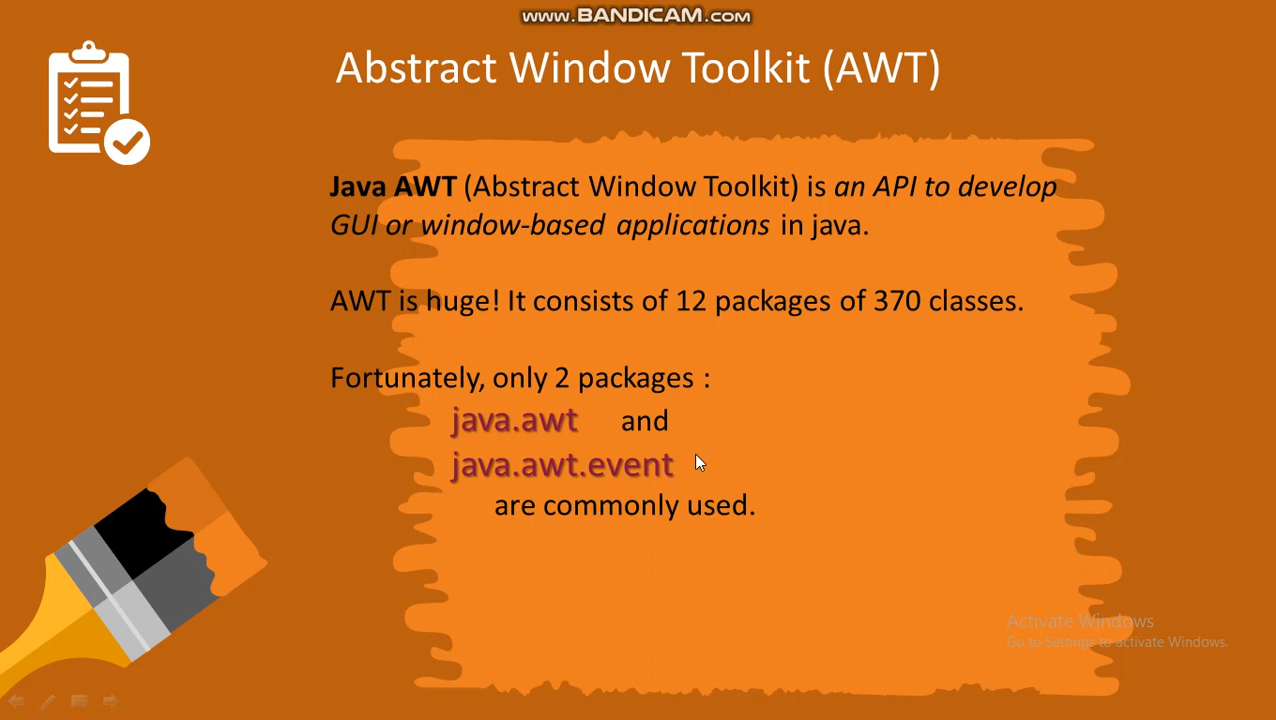 www.BANDICAM.com
Abstract Window Toolkit (AWT)
Java AWT (Abstract Window Toolkit) is an API to develop
GUI or window-based applications in java.
AWT is huge! It consists of 12 packages of 370 classes.
Fortunately, only 2 packages :
java.awt and
java.awt.event
are commonly used.
Activate Windows
Go to Settings to activate Windows.